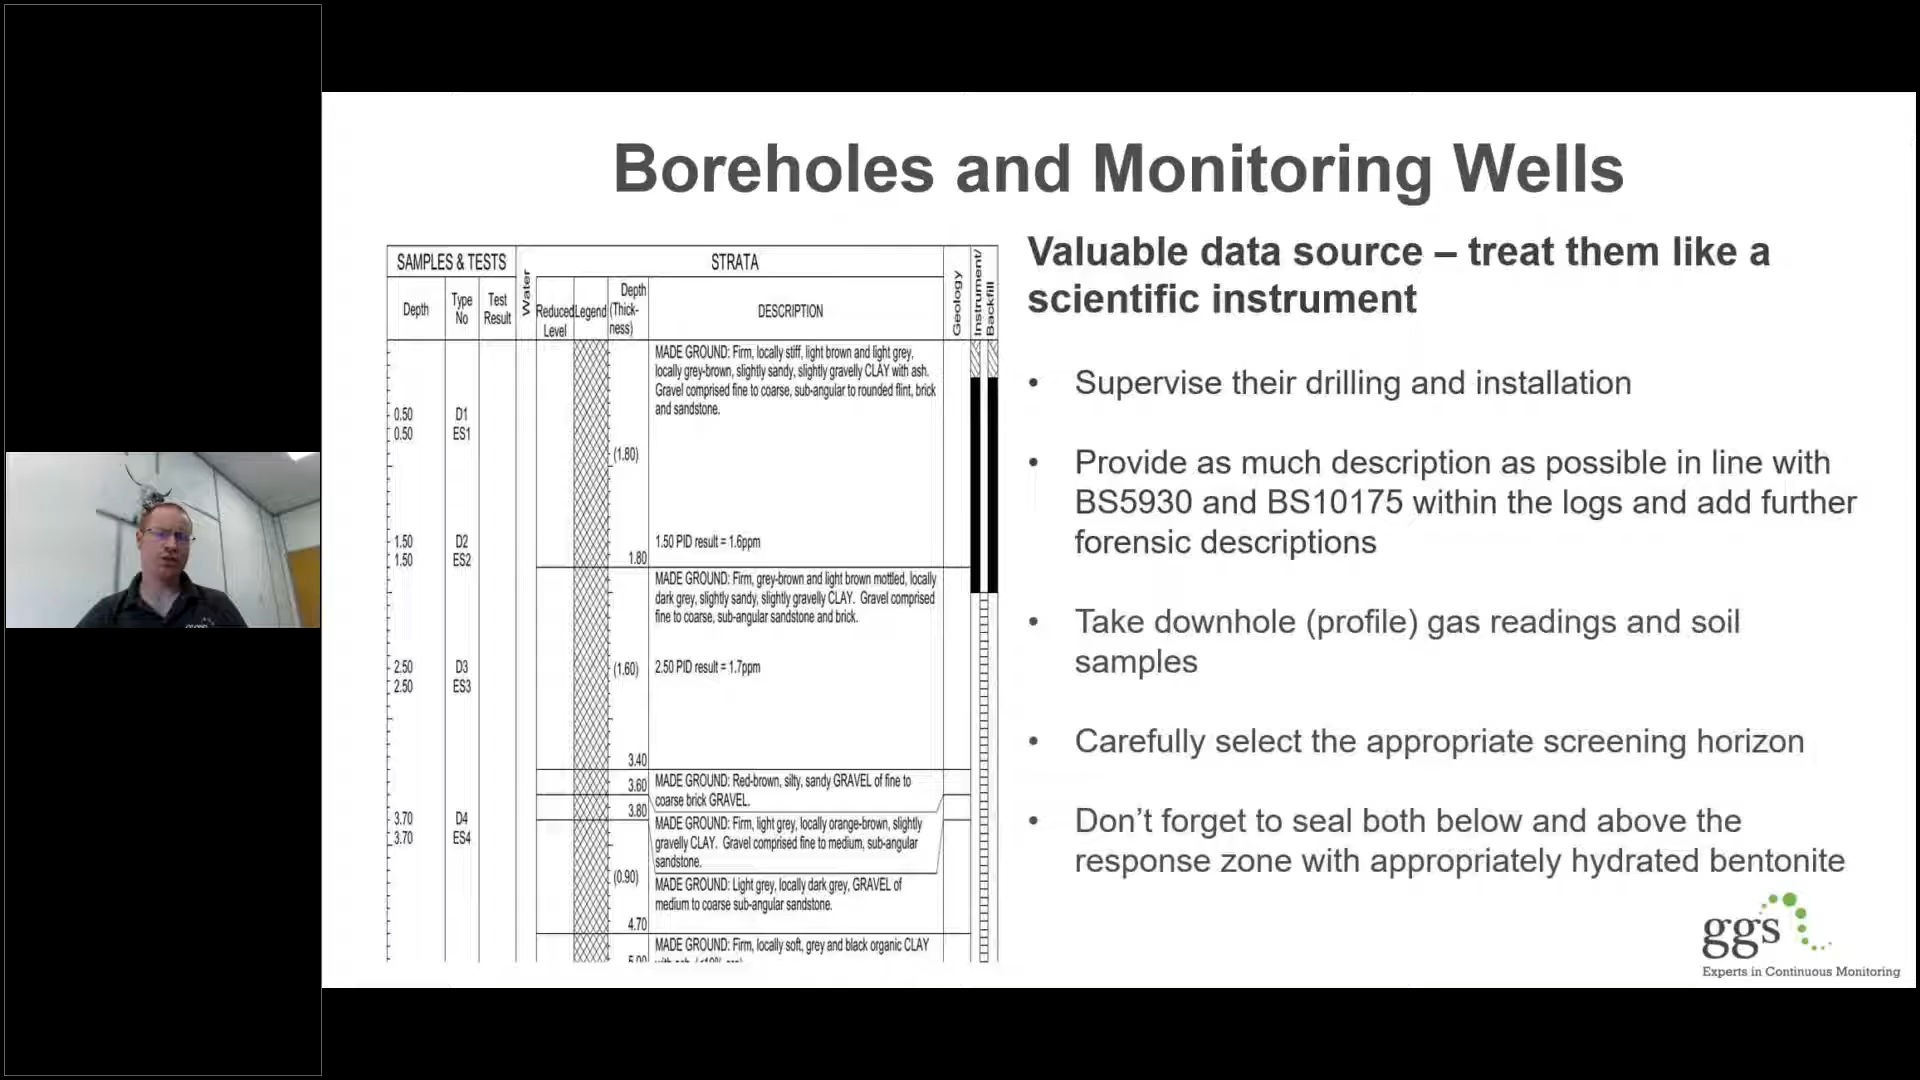 Boreholes and Monitoring Wells
SAMPLES & TESTS
Water
STRATA
Geology
Instrument/
Backfill
Depth
Type
No
Test
Result
Reduced
Level
Legend
Depth
(Thick-
ness)
DESCRIPTION
MADE GROUND: Firm, locally stiff, light brown and light grey,
locally grey-brown, slightly sandy, slightly gravelly CLAY with ash.
Gravel comprised fine to coarse, sub-angular to rounded flint, brick
and sandstone.
0.50 D1
0.50 ES1
(1.80)
1.50 D2
1.50 PID result = 1.6ppm
1.50 ES2
1.80
MADE GROUND: Firm, grey-brown and light brown mottled, locally
dark grey, slightly sandy, slightly gravelly CLAY. Gravel comprised
fine to coarse, sub-angular sandstone and brick.
2.50 D3
(1.60) 2.50 PID result = 1.7ppm
2.50 ES3
3.40
3.60
MADE GROUND: Red-brown, silty, sandy GRAVEL of fine to
coarse brick GRAVEL.
3.80
3.70 D4
3.70 ES4
MADE GROUND: Firm, light grey, locally orange-brown, slightly
gravelly CLAY. Gravel comprised fine to medium, sub-angular
sandstone.
(0.90)
MADE GROUND: Light grey, locally dark grey, GRAVEL of
medium to coarse sub-angular sandstone.
4.70
MADE GROUND: Firm, locally soft, grey and black organic CLAY
5.00
Valuable data source – treat them like a
scientific instrument
• Supervise their drilling and installation
• Provide as much description as possible in line with
BS5930 and BS10175 within the logs and add further
forensic descriptions
• Take downhole (profile) gas readings and soil
samples
• Carefully select the appropriate screening horizon
• Don’t forget to seal both below and above the
response zone with appropriately hydrated bentonite
ggs
Experts in Continuous Monitoring